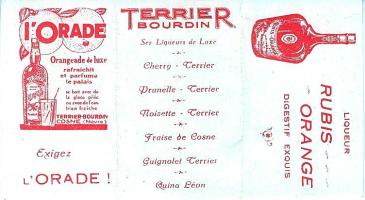 l'ORADE
Orangeade de luxe
rafraichit
et parfume
le palais
se boit avec de
la glace pilée
ou avec de l'eau
bien fraîche
TERRIER-BOURDIN
COSNE (Nièvre)
Exigez
L'ORADE !
TERRIER
BOURDIN
Ses Liqueurs de Luxe
Cherry - Terrier
Prunelle - Terrier
Noisette - Terrier
Fraise de Cosne
Guignolet Terrier
Quina Léon
LIQUEUR
RUBIS
ORANGE
DIGESTIF EXQUIS